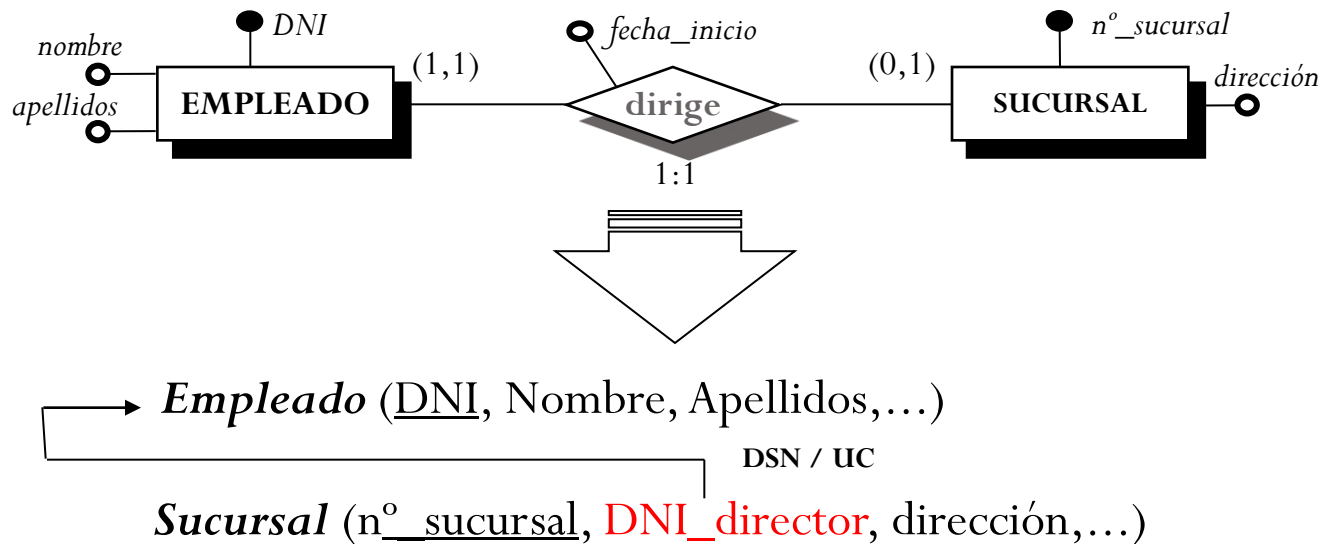 DNI
fecha_inicio
nº_sucursal
nombre
(1,1)
(0,1)
dirección
apellidos
EMPLEADO
dirige
SUCURSAL
1:1
Empleado (DNI, Nombre, Apellidos,…)
DSN / UC
Sucursal (nº_sucursal, DNI_director, dirección,…)